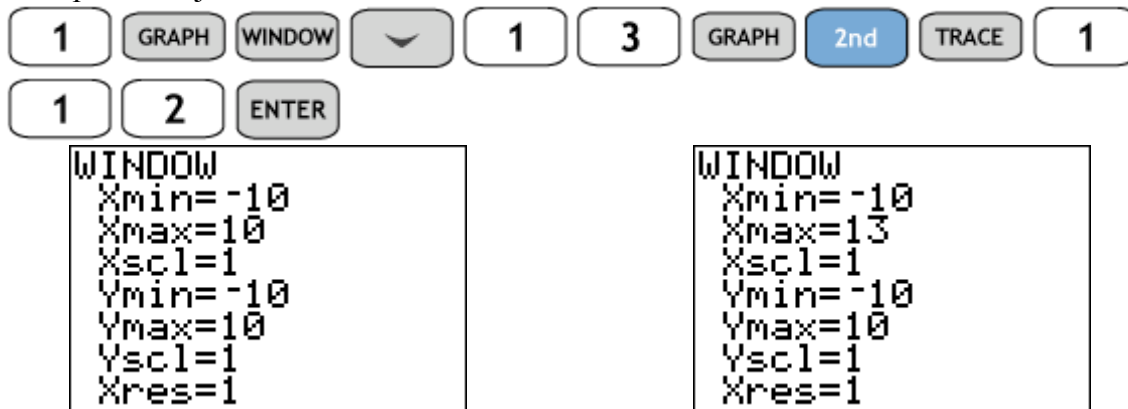 1 GRAPH WINDOW 1 3 GRAPH 2nd TRACE 1
1 2 ENTER
WINDOW
Xmin=-10
Xmax=10
Xscl=1
Ymin=-10
Ymax=10
Yscl=1
Xres=1
WINDOW
Xmin=-10
Xmax=13
Xscl=1
Ymin=-10
Ymax=10
Yscl=1
Xres=1